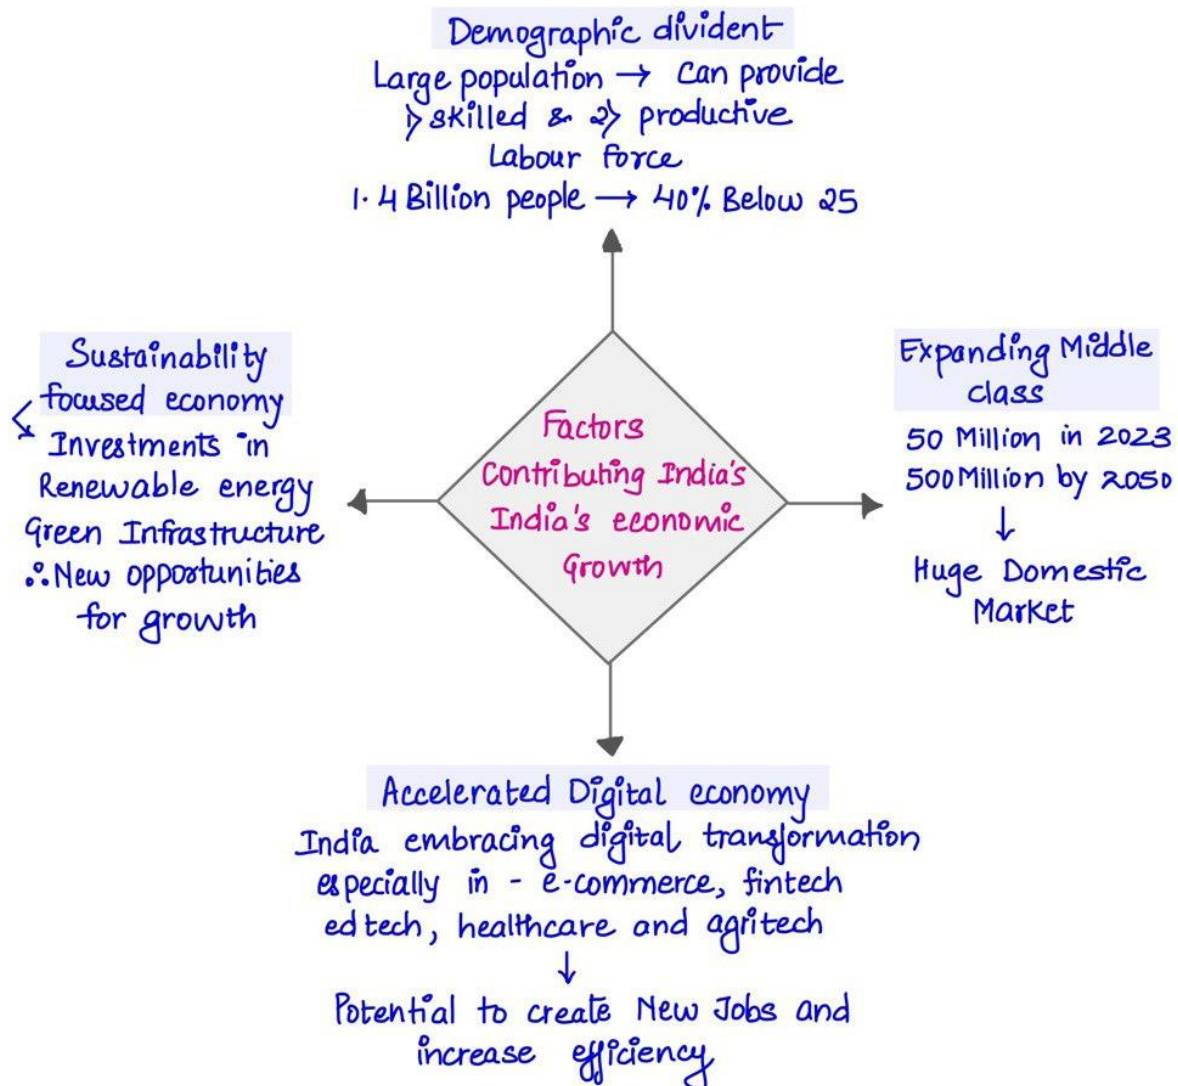 Demographic divident
Large population → Can provide
1) skilled & 2) productive
Labour force
1.4 Billion people → 40% Below 25
Sustainability
focused economy
↳ Investments in
Renewable energy
Green Infrastructure
∴ New opportunities
for growth
Factors
Contributing India's
India's economic
Growth
Expanding Middle
class
50 Million in 2023
500 Million by 2050
↓
Huge Domestic
Market
Accelerated Digital economy
India embracing digital transformation
especially in - e-commerce, fintech
edtech, healthcare and agritech
↓
Potential to create New Jobs and
increase efficiency